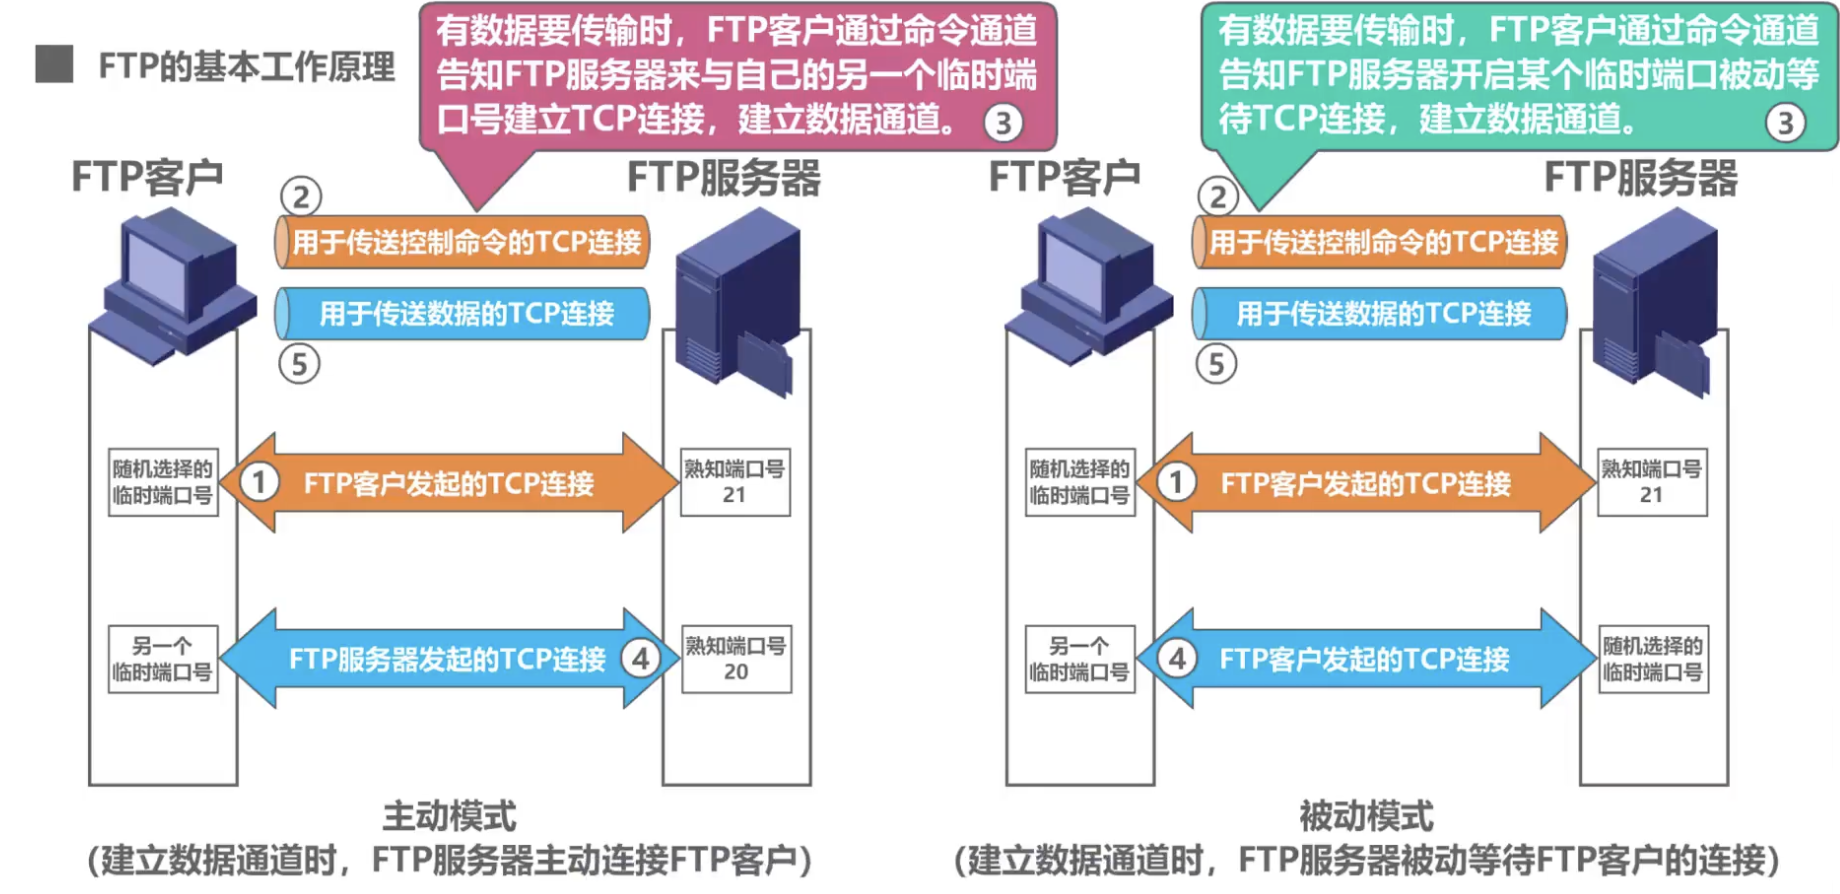 FTP的基本工作原理
有数据要传输时，FTP客户通过命令通道
告知FTP服务器来与自己的另一个临时端
口号建立TCP连接，建立数据通道。 ③
FTP客户
FTP服务器
②
用于传送控制命令的TCP连接
用于传送数据的TCP连接
⑤
随机选择的
临时端口号
① FTP客户发起的TCP连接
熟知端口号
21
另一个
临时端口号
FTP服务器发起的TCP连接 ④
熟知端口号
20
主动模式
(建立数据通道时，FTP服务器主动连接FTP客户)
有数据要传输时，FTP客户通过命令通道
告知FTP服务器开启某个临时端口被动等
待TCP连接，建立数据通道。 ③
FTP客户
FTP服务器
②
用于传送控制命令的TCP连接
用于传送数据的TCP连接
⑤
随机选择的
临时端口号
① FTP客户发起的TCP连接
熟知端口号
21
另一个
临时端口号
④ FTP客户发起的TCP连接
随机选择的
临时端口号
被动模式
(建立数据通道时，FTP服务器被动等待FTP客户的连接)